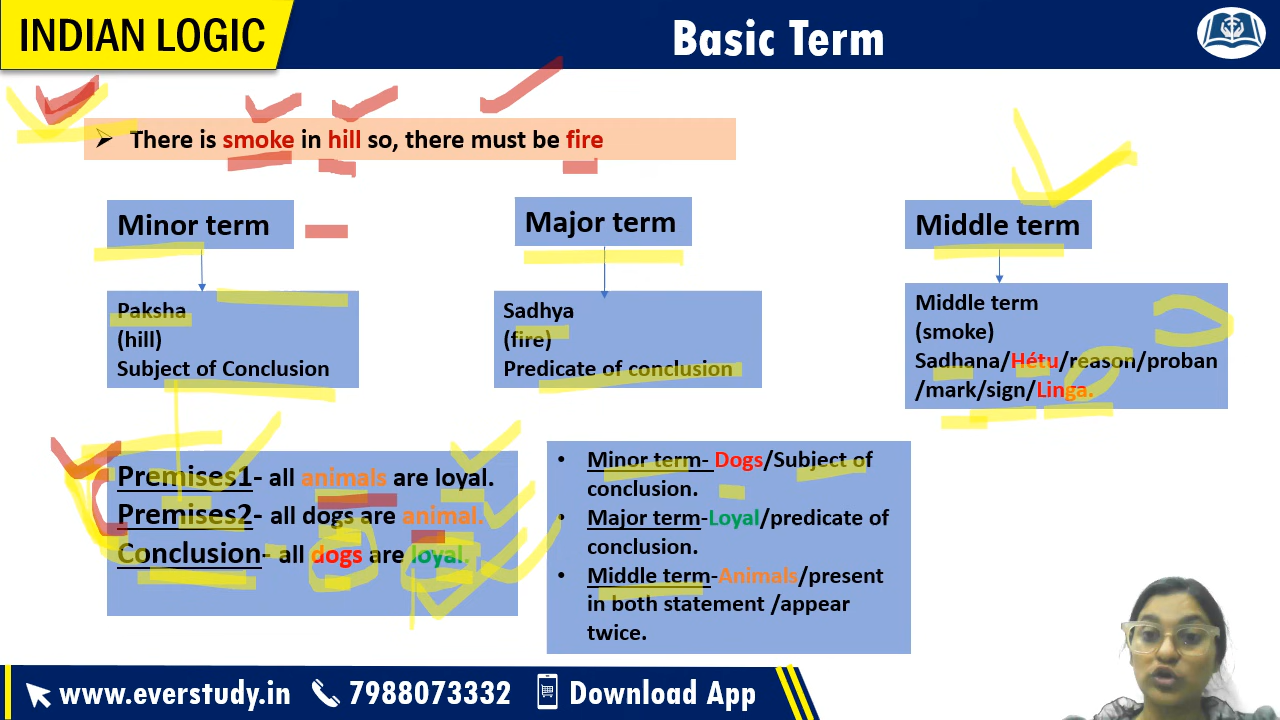 INDIAN LOGIC
Basic Term
There is smoke in hill so, there must be fire
Minor term
Major term
Middle term
Paksha
(hill)
Subject of Conclusion
Sadhya
(fire)
Predicate of conclusion
Middle term
(smoke)
Sadhana/Hétu/reason/proban
/mark/sign/Linga.
Premises1- all animals are loyal.
Premises2- all dogs are animal.
Conclusion- all dogs are loyal.
• Minor term- Dogs/Subject of
conclusion.
• Major term-Loyal/predicate of
conclusion.
• Middle term-Animals/present
in both statement /appear
twice.
www.everstudy.in
7988073332
Download App